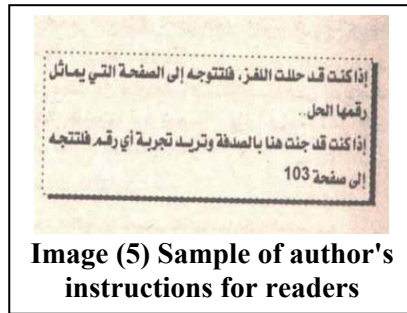 إذا كنت قد حللت اللغز، فلتتوجه إلى الصفحة التي يماثل
رقمها الحل..
إذا كنت قد جئت هنا بالصدفة وتريد تجربة أي رقم فلتتجه
إلى صفحة 103
Image (5) Sample of author's
instructions for readers